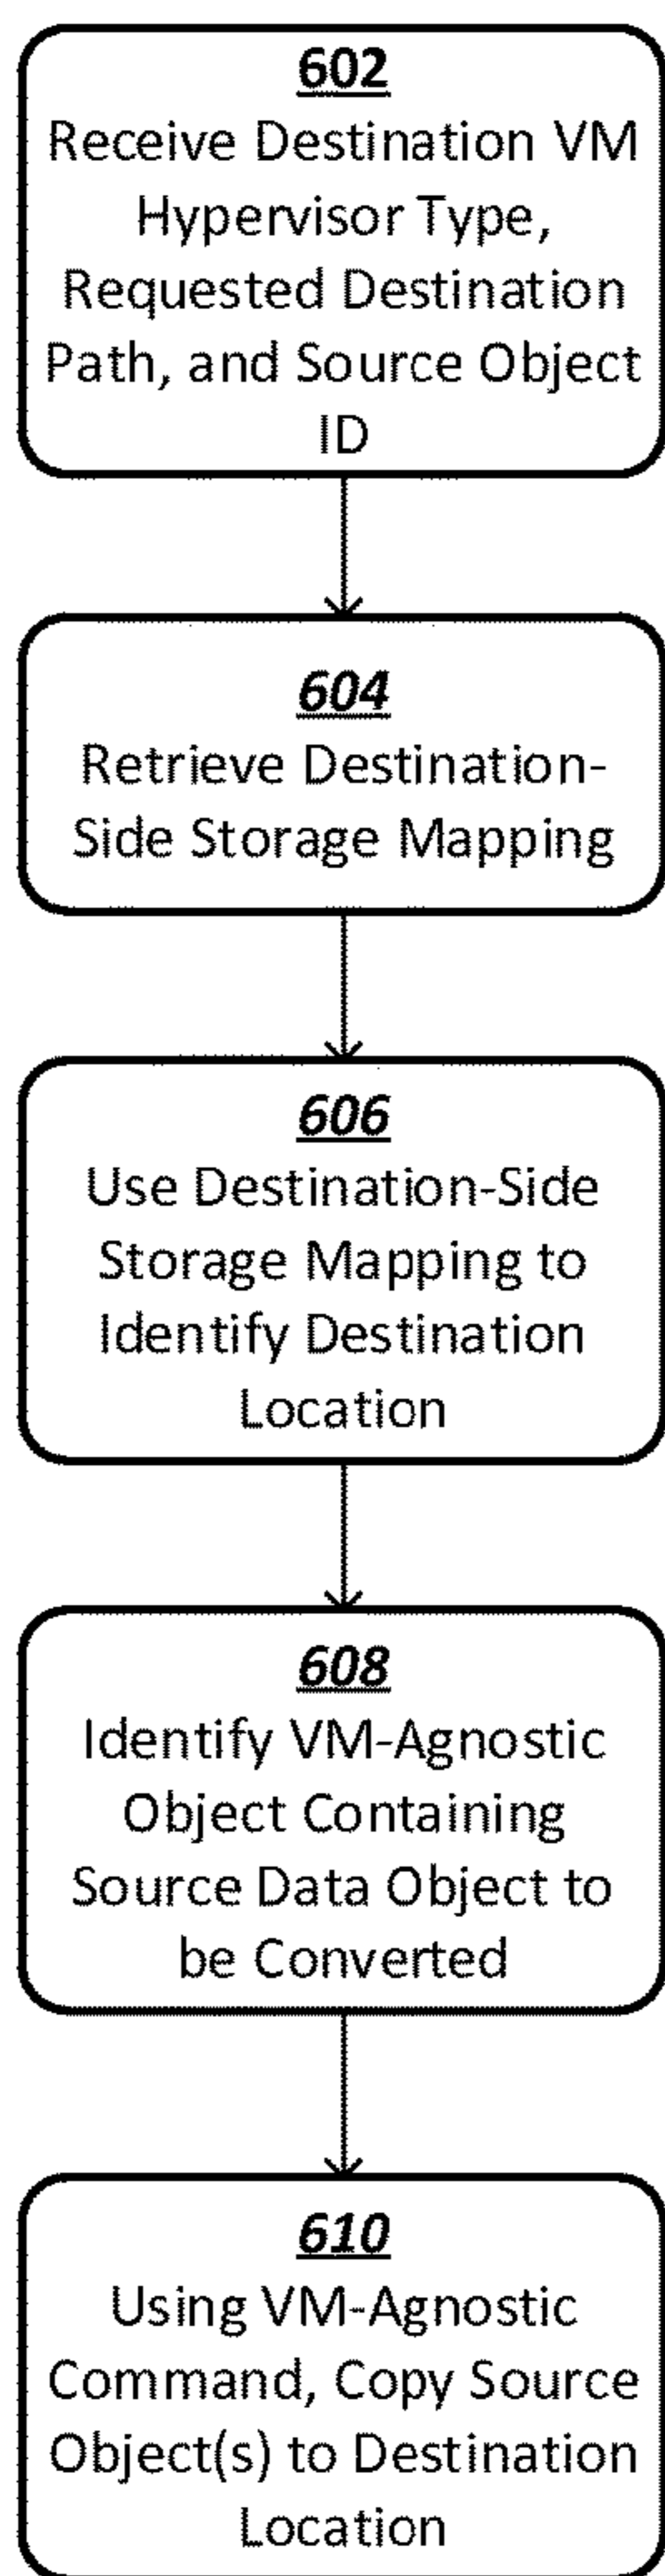 602
Receive Destination VM
Hypervisor Type,
Requested Destination
Path, and Source Object
ID
604
Retrieve Destination-
Side Storage Mapping
606
Use Destination-Side
Storage Mapping to
Identify Destination
Location
608
Identify VM-Agnostic
Object Containing
Source Data Object to
be Converted
610
Using VM-Agnostic
Command, Copy Source
Object(s) to Destination
Location